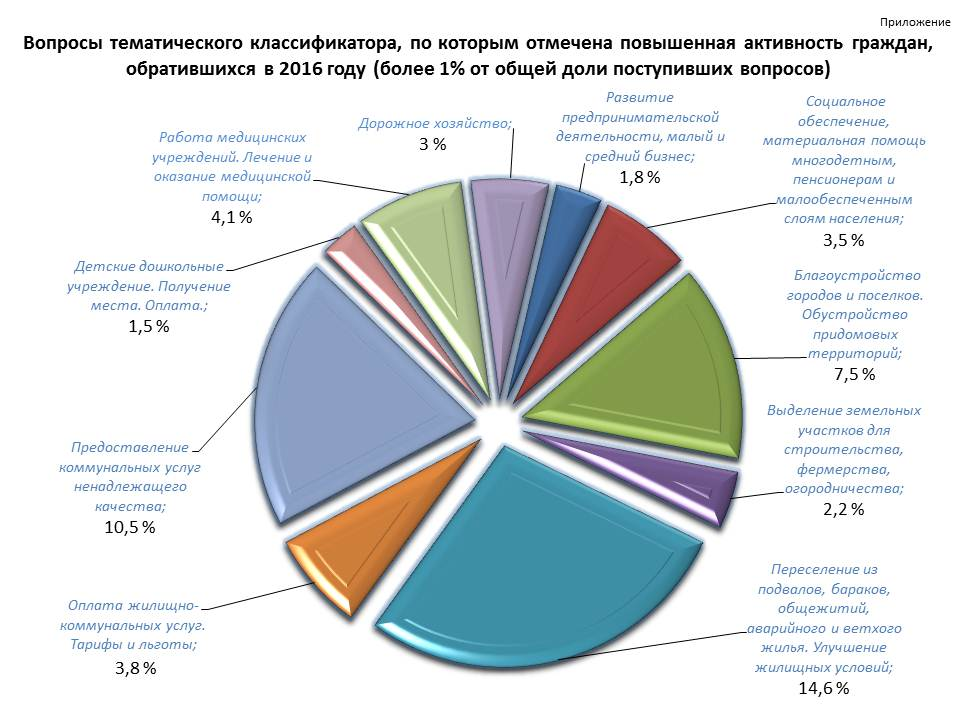 Приложение
Вопросы тематического классификатора, по которым отмечена повышенная активность граждан,
обратившихся в 2016 году (более 1% от общей доли поступивших вопросов)
Работа медицинских
учреждений. Лечение и
оказание медицинской
помощи;
4,1 %
Дорожное хозяйство;
3 %
Развитие
предпринимательской
деятельности, малый и
средний бизнес;
1,8 %
Социальное
обеспечение,
материальная помощь
многодетным,
пенсионерам и
малообеспеченным
слоям населения;
3,5 %
Детские дошкольные
учреждение. Получение
места. Оплата.;
1,5 %
Благоустройство
городов и поселков.
Обустройство
придомовых
территорий;
7,5 %
Выделение земельных
участков для
строительства,
фермерства,
огородничества;
2,2 %
Предоставление
коммунальных услуг
ненадлежащего
качества;
10,5 %
Оплата жилищно-
коммунальных услуг.
Тарифы и льготы;
3,8 %
Переселение из
подвалов, бараков,
общежитий,
аварийного и ветхого
жилья. Улучшение
жилищных условий;
14,6 %